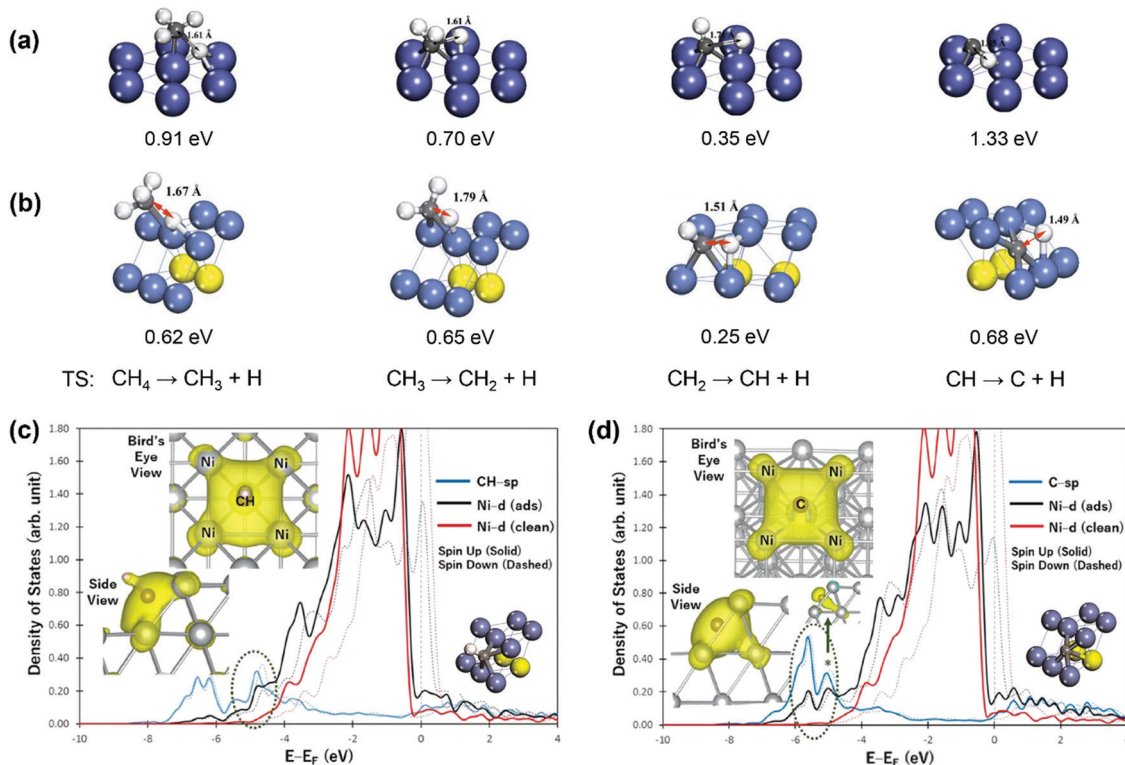 (a)
1.61 Å
1.61 Å
0.91 eV
0.70 eV
0.35 eV
1.33 eV
(b)
1.67 Å
1.79 Å
1.51 Å
1.49 Å
0.62 eV
0.65 eV
0.25 eV
0.68 eV
TS: CH₄ → CH₃ + H
CH₃ → CH₂ + H
CH₂ → CH + H
CH → C + H
(c)
1.80
1.60
1.40
1.20
1.00
0.80
0.60
0.40
0.20
0.00
Density of States (arb. unit)
Bird's
Eye
View
Ni
Ni
CH
Ni
Ni
Side
View
CH-sp
Ni-d (ads)
Ni-d (clean)
Spin Up (Solid)
Spin Down (Dashed)
-10
-8
-6
-4
-2
0
2
4
E-E_F (eV)
(d)
1.80
1.60
1.40
1.20
1.00
0.80
0.60
0.40
0.20
0.00
Density of States (arb. unit)
Bird's
Eye
View
Ni
Ni
C
Ni
Ni
Side
View
*
C-sp
Ni-d (ads)
Ni-d (clean)
Spin Up (Solid)
Spin Down (Dashed)
-10
-8
-6
-4
-2
0
2
4
E-E_F (eV)